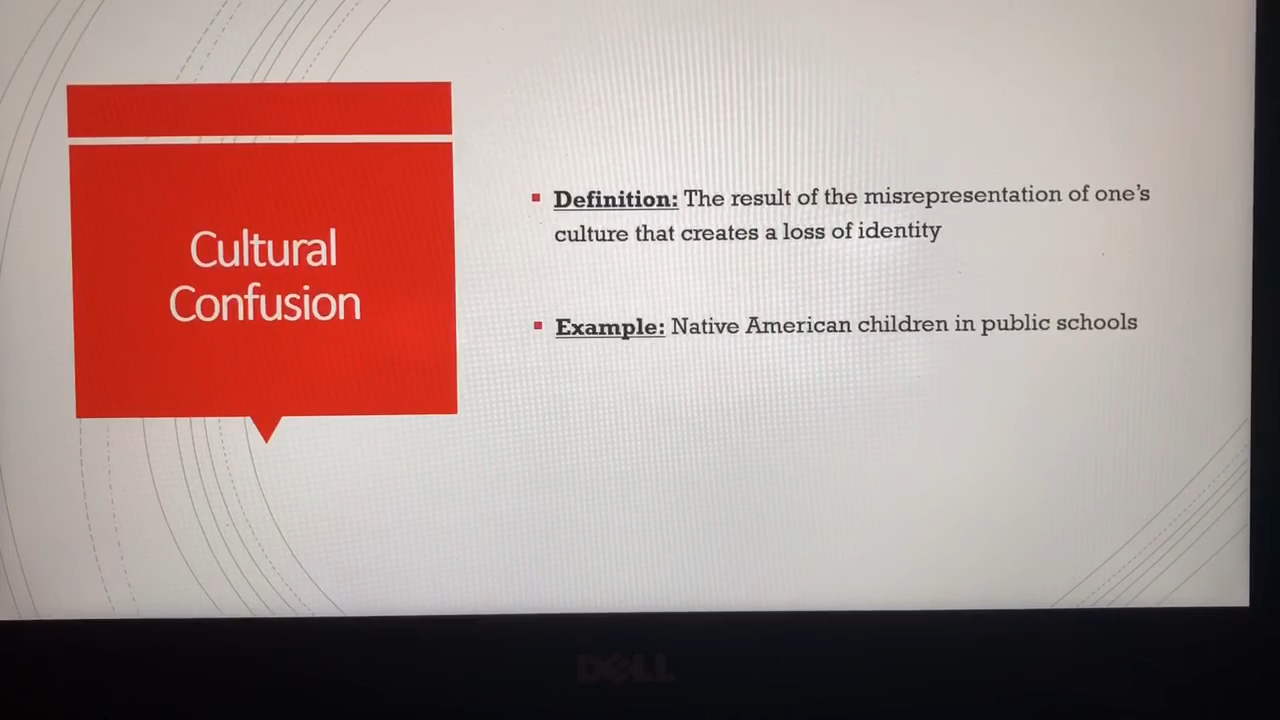 Cultural
Confusion
Definition: The result of the misrepresentation of one's
culture that creates a loss of identity
Example: Native American children in public schools
DELL